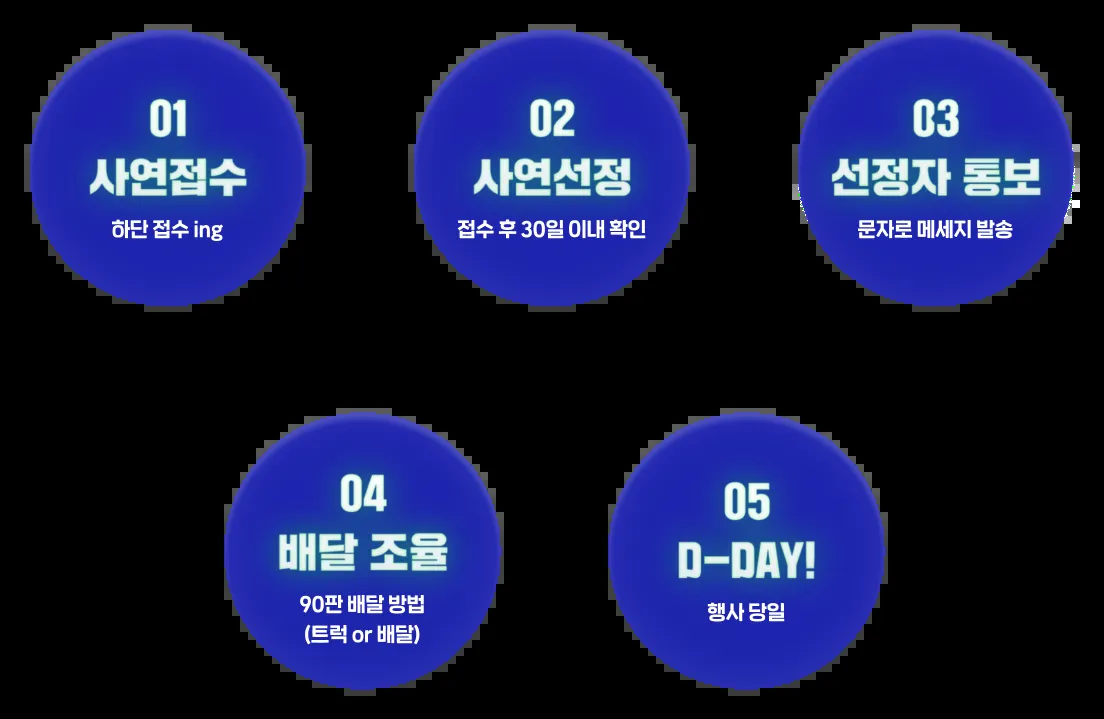 01
사연접수
하단 접수 ing
02
사연선정
접수 후 30일 이내 확인
03
선정자 통보
문자로 메세지 발송
04
배달 조율
90판 배달 방법
(트럭 or 배달)
05
D-DAY!
행사 당일